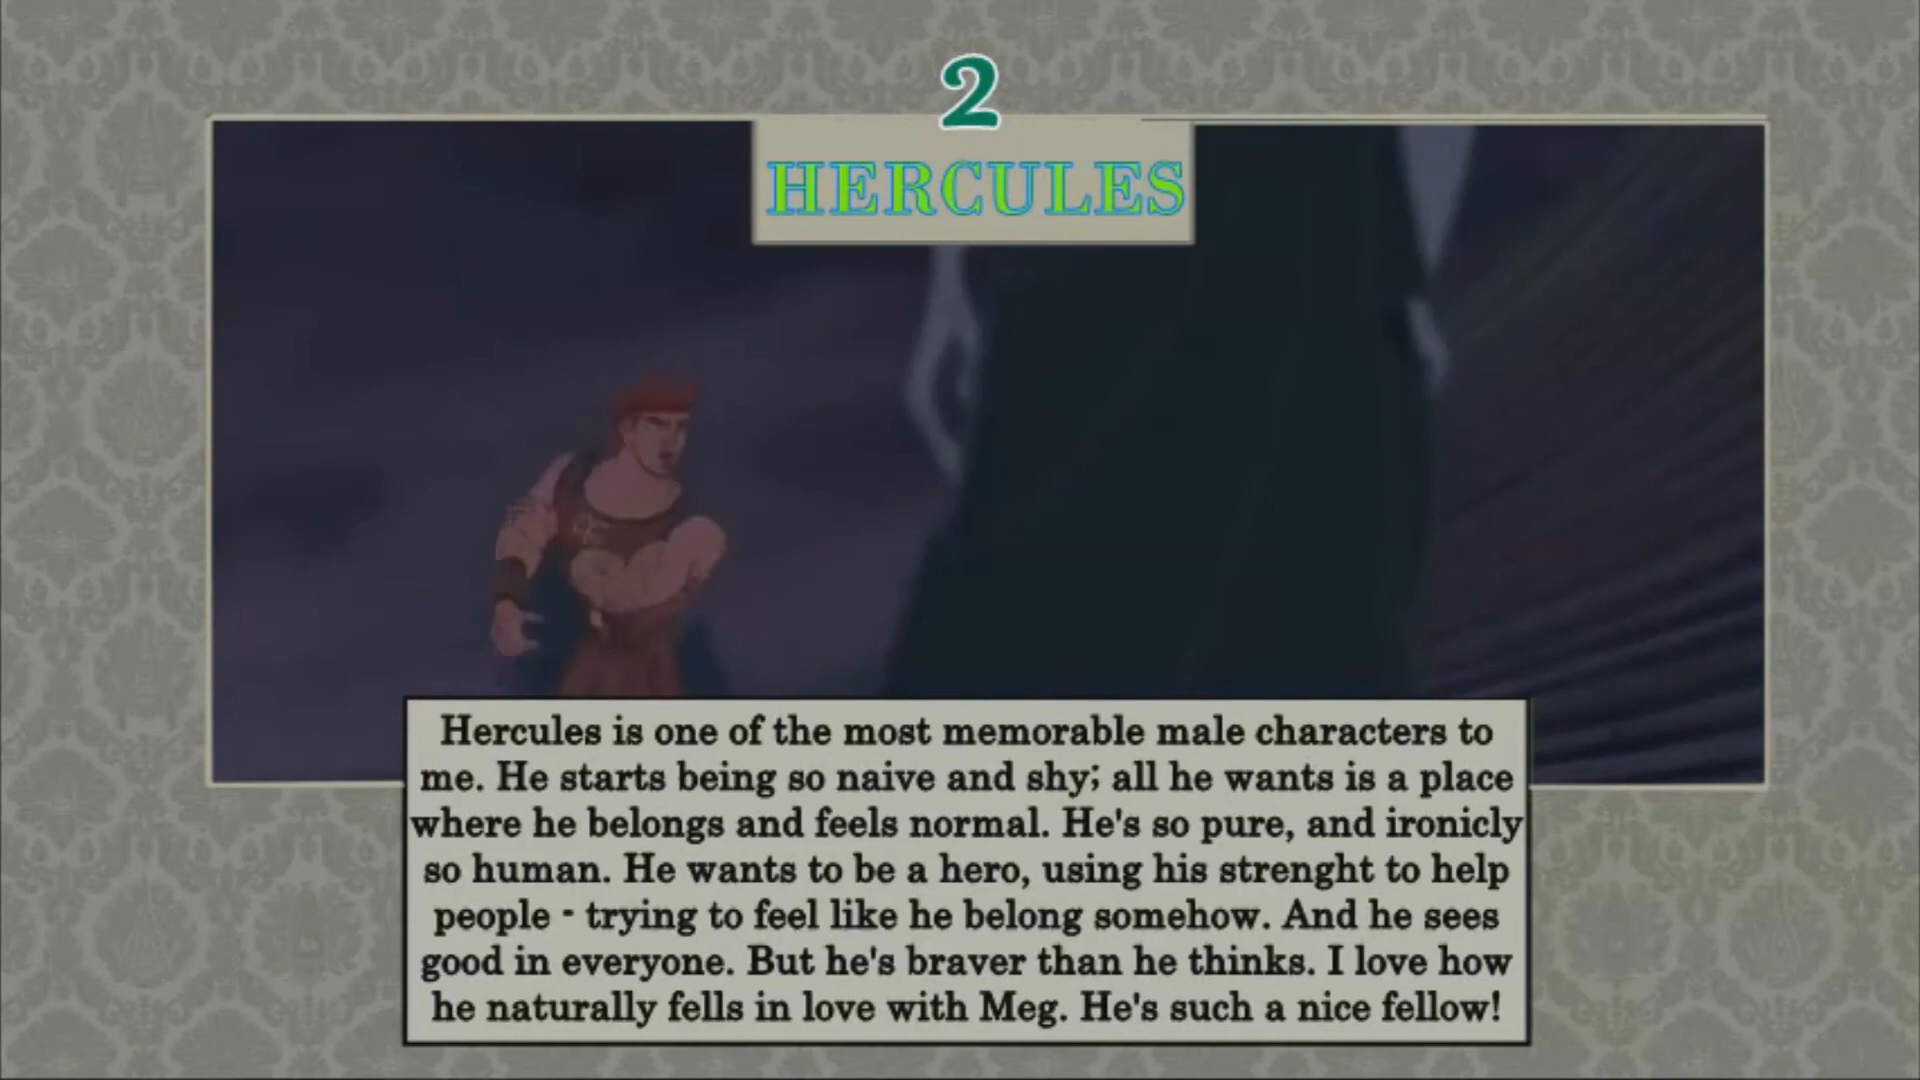 2
HERCULES
Hercules is one of the most memorable male characters to
me. He starts being so naive and shy; all he wants is a place
where he belongs and feels normal. He's so pure, and ironicly
so human. He wants to be a hero, using his strenght to help
people - trying to feel like he belong somehow. And he sees
good in everyone. But he's braver than he thinks. I love how
he naturally fells in love with Meg. He's such a nice fellow!